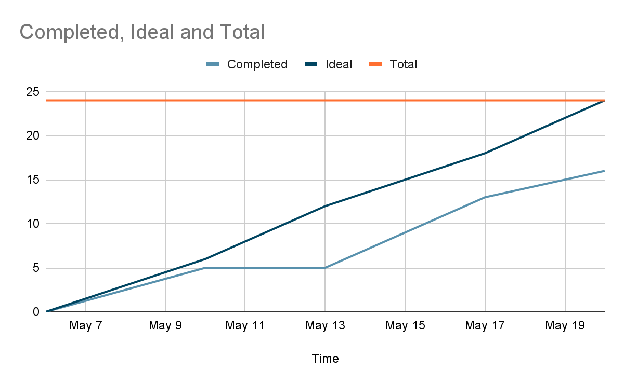 Completed, Ideal and Total
Completed Ideal Total
25
20
15
10
5
0
May 7 May 9 May 11 May 13 May 15 May 17 May 19
Time